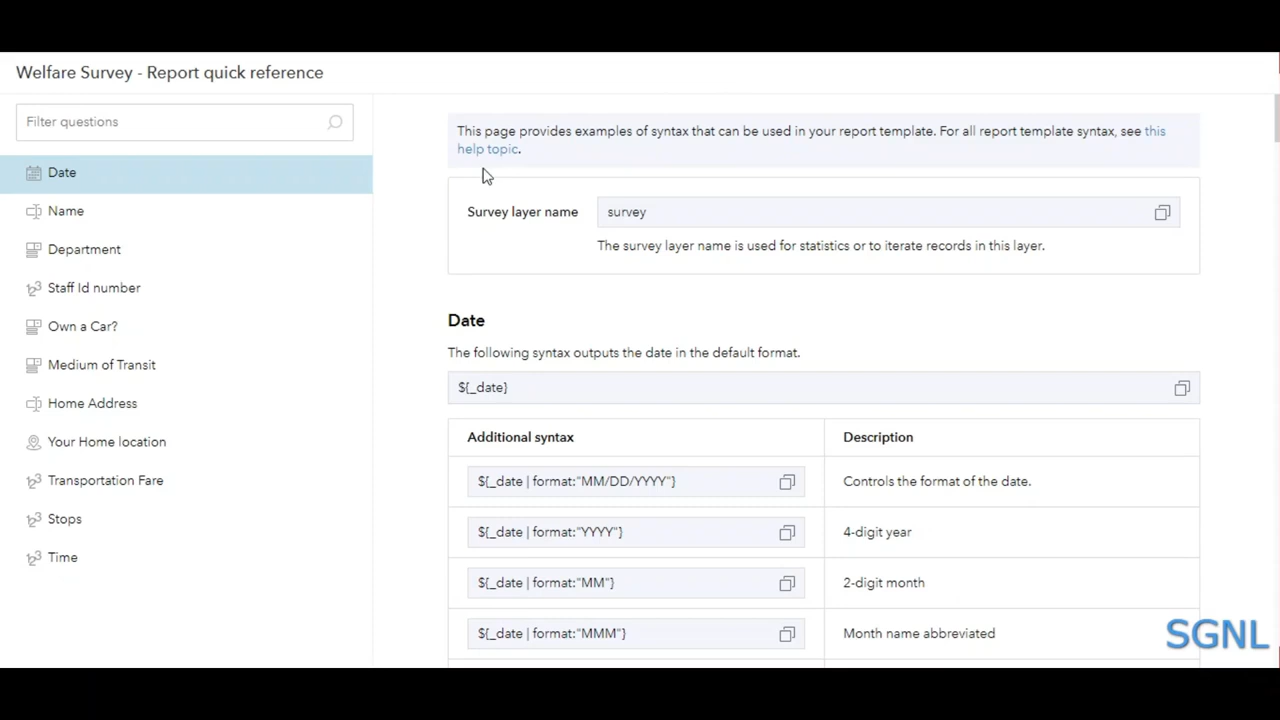 Welfare Survey - Report quick reference
Filter questions
Date
Name
Department
Staff Id number
Own a Car?
Medium of Transit
Home Address
Your Home location
Transportation Fare
Stops
Time
This page provides examples of syntax that can be used in your report template. For all report template syntax, see this
help topic.
Survey layer name
survey
The survey layer name is used for statistics or to iterate records in this layer.
Date
The following syntax outputs the date in the default format.
${_date}
Additional syntax
Description
${_date | format:"MM/DD/YYYY"}
Controls the format of the date.
${_date | format:"YYYY"}
4-digit year
${_date | format:"MM"}
2-digit month
${_date | format:"MMM"}
Month name abbreviated
SGNL